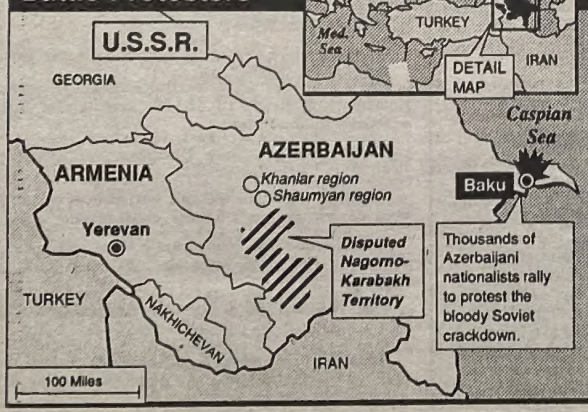 U.S.S.R.
TURKEY
Med.
Sea
IRAN
DETAIL
MAP
GEORGIA
Caspian
Sea
AZERBAIJAN
ARMENIA
Khanlar region
Shaumyan region
Baku
Yerevan
Disputed
Nagorno-
Karabakh
Territory
Thousands of
Azerbaijani
nationalists rally
to protest the
bloody Soviet
crackdown.
TURKEY
NAKHICHEVAN
IRAN
100 Miles